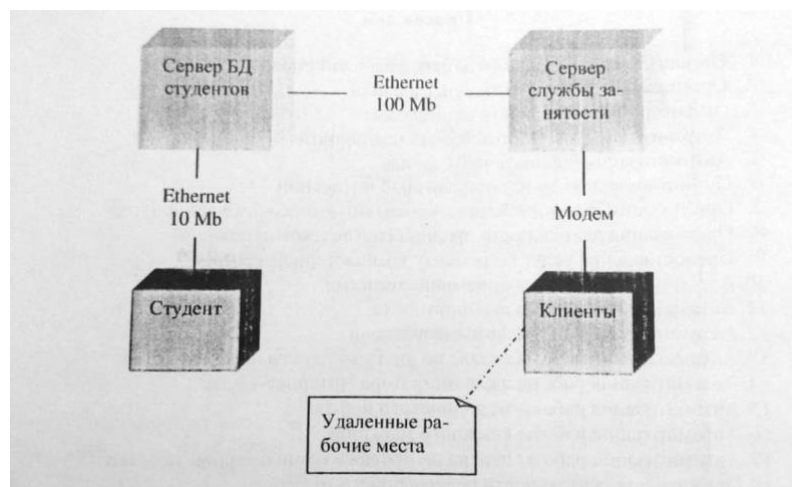 Сервер БД
студентов
Ethernet
100 Mb
Сервер
службы за-
нятости
Ethernet
10 Mb
Модем
Студент
Клиенты
Удаленные ра-
бочие места